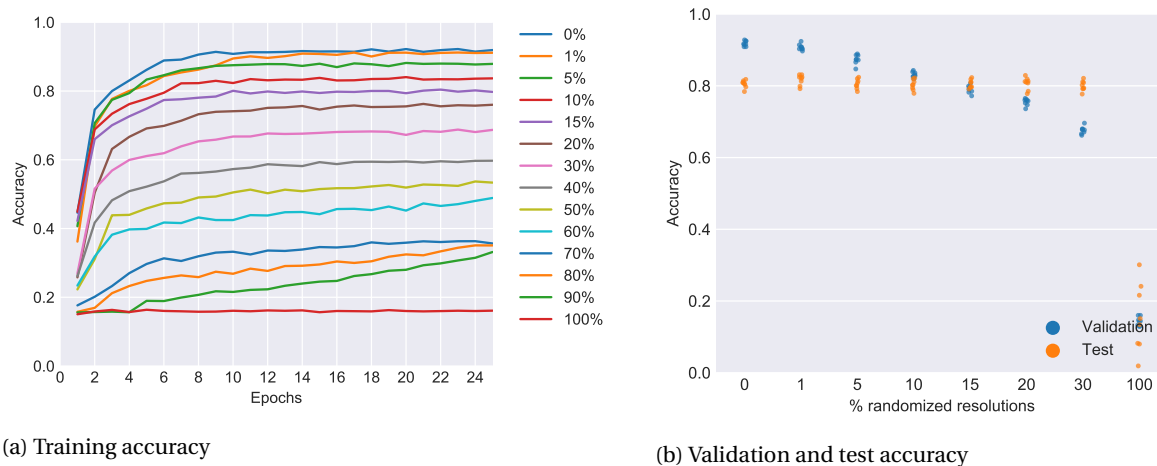 1.0
0.8
0.6
0.4
0.2
0.0
Accuracy
0 2 4 6 8 10 12 14 16 18 20 22 24
Epochs
0%
1%
5%
10%
15%
20%
30%
40%
50%
60%
70%
80%
90%
100%
(a) Training accuracy
1.0
0.8
0.6
0.4
0.2
0.0
Accuracy
Validation
Test
0 1 5 10 15 20 30 100
% randomized resolutions
(b) Validation and test accuracy